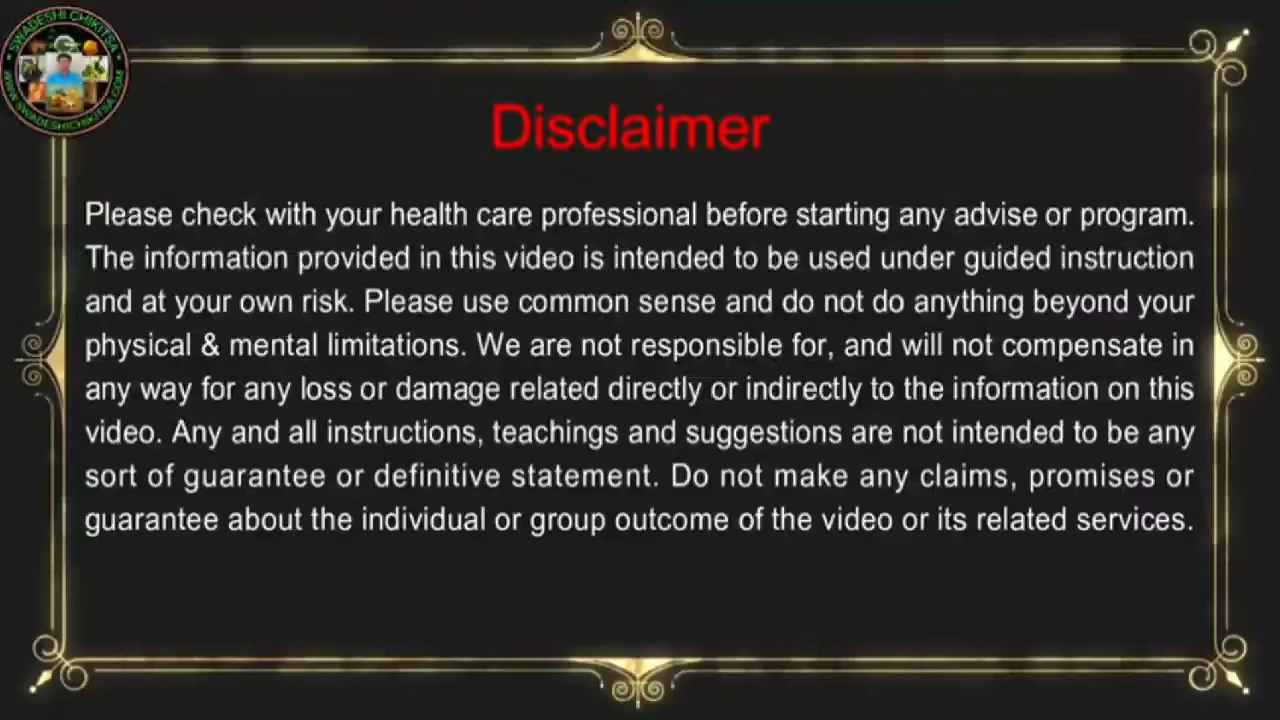 SWADESHI CHIKITSA
WWW.SWADESHICHIKITSA.COM
Disclaimer
Please check with your health care professional before starting any advise or program.
The information provided in this video is intended to be used under guided instruction
and at your own risk. Please use common sense and do not do anything beyond your
physical & mental limitations. We are not responsible for, and will not compensate in
any way for any loss or damage related directly or indirectly to the information on this
video. Any and all instructions, teachings and suggestions are not intended to be any
sort of guarantee or definitive statement. Do not make any claims, promises or
guarantee about the individual or group outcome of the video or its related services.